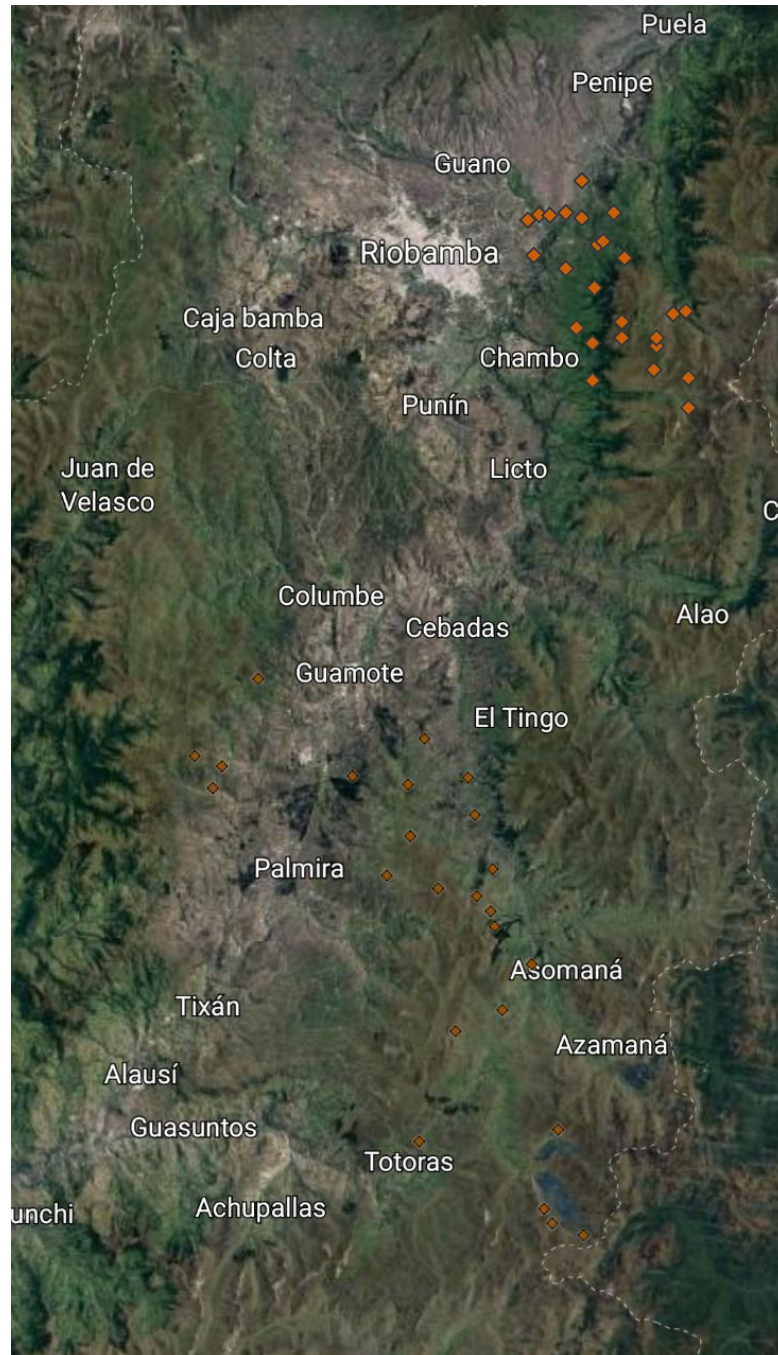 Puela
Penipe
Guano
Riobamba
Caja bamba
Colta
Chambo
Punín
Juan de
Velasco
Licto
C
Columbe
Cebadas
Alao
Guamote
El Tingo
Palmira
Asomaná
Tixán
Azamaná
Alausí
Guasuntos
Totoras
Achupallas
unchi